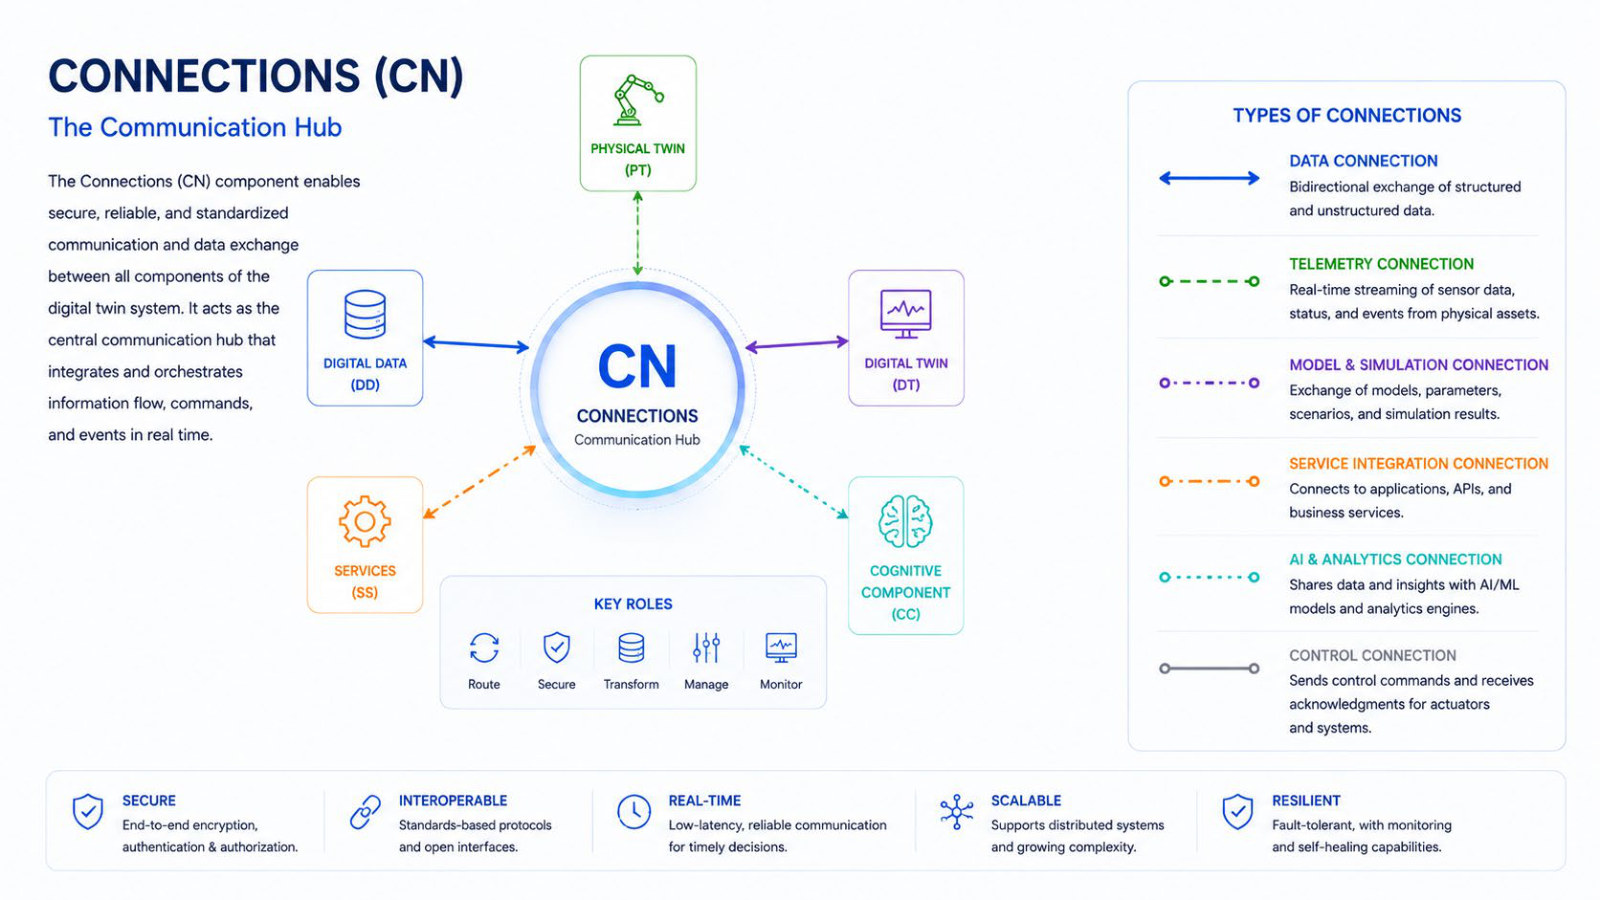 CONNECTIONS (CN)
The Communication Hub
The Connections (CN) component enables
secure, reliable, and standardized
communication and data exchange
between all components of the
digital twin system. It acts as the
central communication hub that
integrates and orchestrates
information flow, commands,
and events in real time.
PHYSICAL TWIN
(PT)
DIGITAL DATA
(DD)
CN
CONNECTIONS
Communication Hub
DIGITAL TWIN
(DT)
SERVICES
(SS)
COGNITIVE
COMPONENT
(CC)
KEY ROLES
Route
Secure
Transform
Manage
Monitor
TYPES OF CONNECTIONS
DATA CONNECTION
Bidirectional exchange of structured
and unstructured data.
TELEMETRY CONNECTION
Real-time streaming of sensor data,
status, and events from physical assets.
MODEL & SIMULATION CONNECTION
Exchange of models, parameters,
scenarios, and simulation results.
SERVICE INTEGRATION CONNECTION
Connects to applications, APIs, and
business services.
AI & ANALYTICS CONNECTION
Shares data and insights with AI/ML
models and analytics engines.
CONTROL CONNECTION
Sends control commands and receives
acknowledgments for actuators
and systems.
SECURE
End-to-end encryption,
authentication & authorization.
INTEROPERABLE
Standards-based protocols
and open interfaces.
REAL-TIME
Low-latency, reliable communication
for timely decisions.
SCALABLE
Supports distributed systems
and growing complexity.
RESILIENT
Fault-tolerant, with monitoring
and self-healing capabilities.